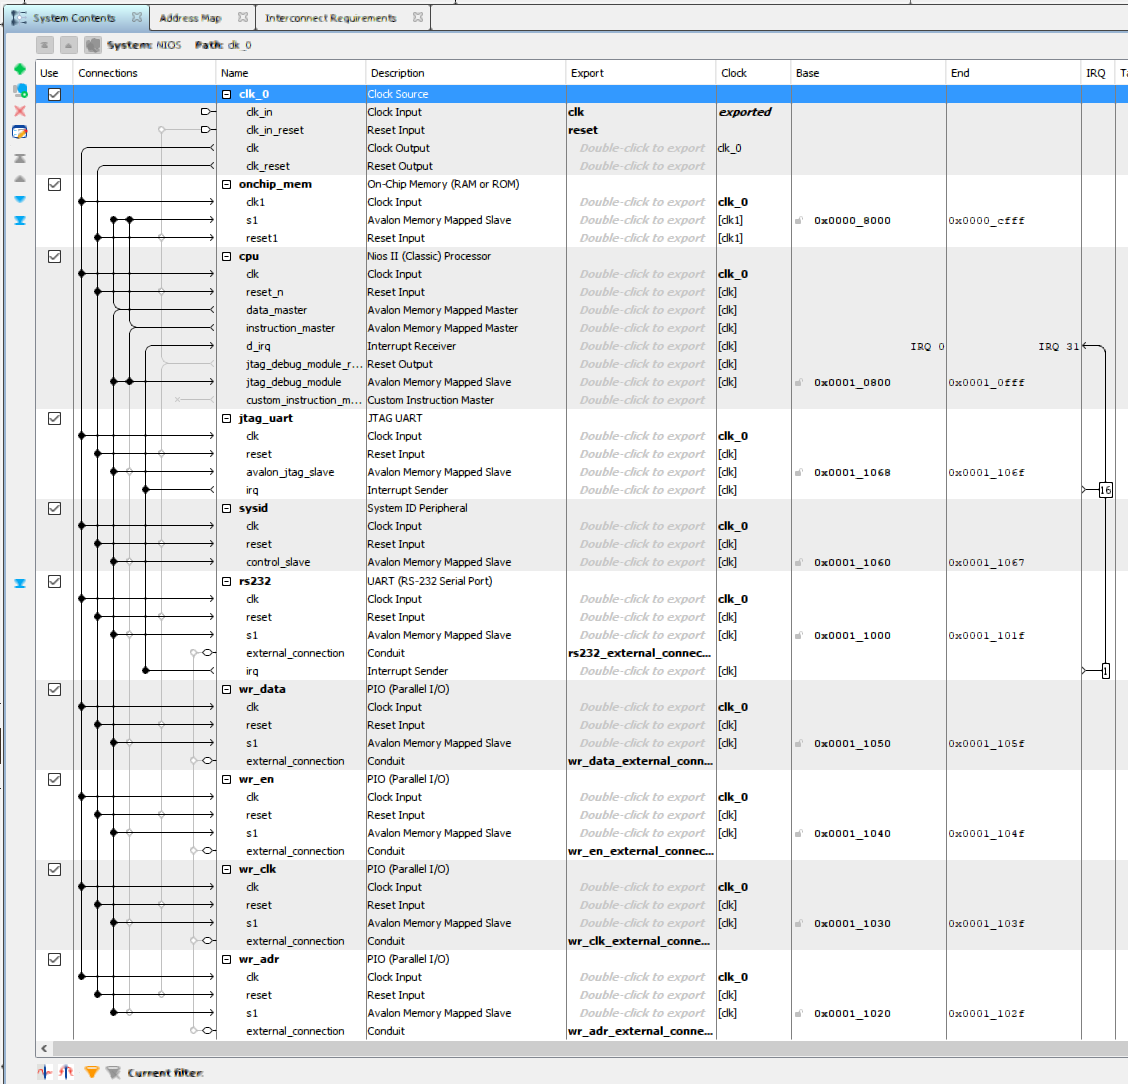 System Contents Address Map Interconnect Requirements
System: NIOS Path: clk_0
Use Connections Name Description Export Clock Base End IRQ
clk_0 Clock Source
clk_in Clock Input clk exported
clk_in_reset Reset Input reset
clk Clock Output Double-click to export clk_0
clk_reset Reset Output Double-click to export
onchip_mem On-Chip Memory (RAM or ROM)
clk1 Clock Input Double-click to export clk_0
s1 Avalon Memory Mapped Slave Double-click to export [clk1] 0x0000_8000 0x0000_cfff
reset1 Reset Input Double-click to export [clk1]
cpu Nios II (Classic) Processor
clk Clock Input Double-click to export clk_0
reset_n Reset Input Double-click to export [clk]
data_master Avalon Memory Mapped Master Double-click to export [clk]
instruction_master Avalon Memory Mapped Master Double-click to export [clk]
d_irq Interrupt Receiver Double-click to export [clk] IRQ 0 IRQ 31
jtag_debug_module_r... Reset Output Double-click to export [clk]
jtag_debug_module Avalon Memory Mapped Slave Double-click to export [clk] 0x0001_0800 0x0001_0fff
custom_instruction_m... Custom Instruction Master Double-click to export
jtag_uart JTAG UART
clk Clock Input Double-click to export clk_0
reset Reset Input Double-click to export [clk]
avalon_jtag_slave Avalon Memory Mapped Slave Double-click to export [clk] 0x0001_1068 0x0001_106f
irq Interrupt Sender Double-click to export [clk] 16
sysid System ID Peripheral
clk Clock Input Double-click to export clk_0
reset Reset Input Double-click to export [clk]
control_slave Avalon Memory Mapped Slave Double-click to export [clk] 0x0001_1060 0x0001_1067
rs232 UART (RS-232 Serial Port)
clk Clock Input Double-click to export clk_0
reset Reset Input Double-click to export [clk]
s1 Avalon Memory Mapped Slave Double-click to export [clk] 0x0001_1000 0x0001_101f
external_connection Conduit rs232_external_connec...
irq Interrupt Sender Double-click to export [clk] 1
wr_data PIO (Parallel I/O)
clk Clock Input Double-click to export clk_0
reset Reset Input Double-click to export [clk]
s1 Avalon Memory Mapped Slave Double-click to export [clk] 0x0001_1050 0x0001_105f
external_connection Conduit wr_data_external_conn...
wr_en PIO (Parallel I/O)
clk Clock Input Double-click to export clk_0
reset Reset Input Double-click to export [clk]
s1 Avalon Memory Mapped Slave Double-click to export [clk] 0x0001_1040 0x0001_104f
external_connection Conduit wr_en_external_connec...
wr_clk PIO (Parallel I/O)
clk Clock Input Double-click to export clk_0
reset Reset Input Double-click to export [clk]
s1 Avalon Memory Mapped Slave Double-click to export [clk] 0x0001_1030 0x0001_103f
external_connection Conduit wr_clk_external_conne...
wr_adr PIO (Parallel I/O)
clk Clock Input Double-click to export clk_0
reset Reset Input Double-click to export [clk]
s1 Avalon Memory Mapped Slave Double-click to export [clk] 0x0001_1020 0x0001_102f
external_connection Conduit wr_adr_external_conne...
Current filter: